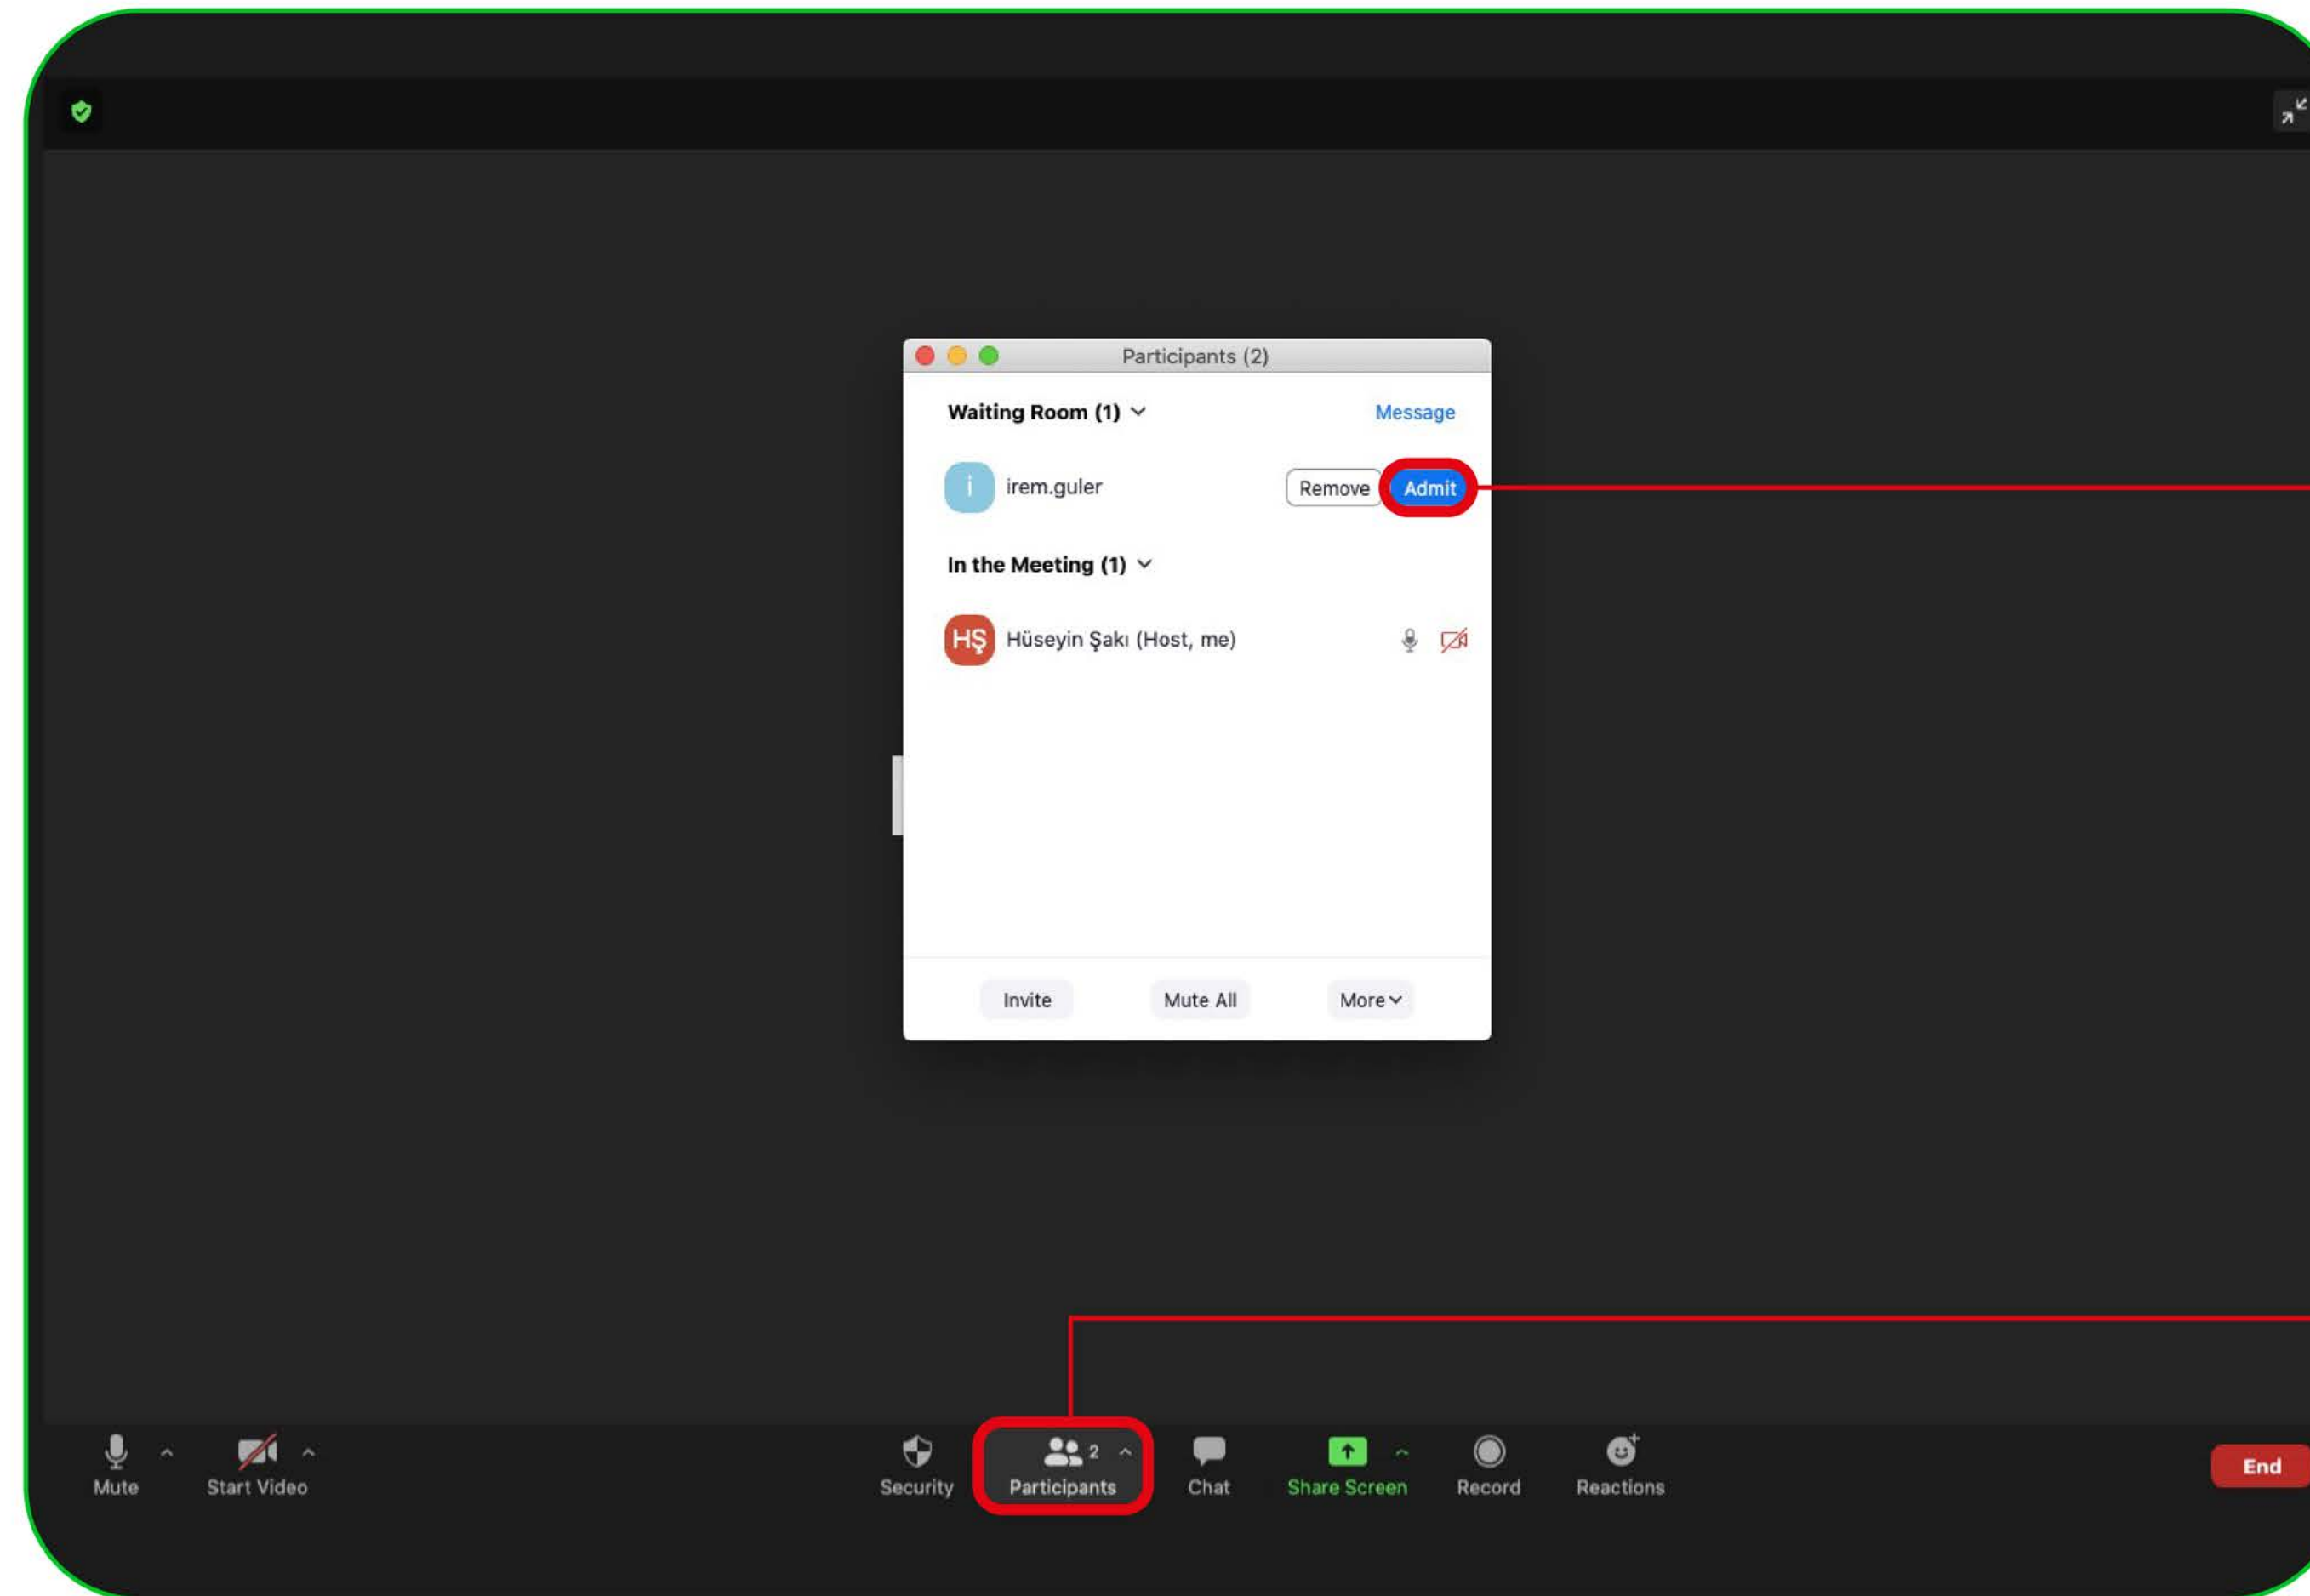 Participants (2)
Waiting Room (1) Message
i irem.guler Remove Admit
In the Meeting (1)
HŞ Hüseyin Şakı (Host, me)
Invite Mute All More
2
Mute Start Video Security Participants Chat Share Screen Record Reactions End